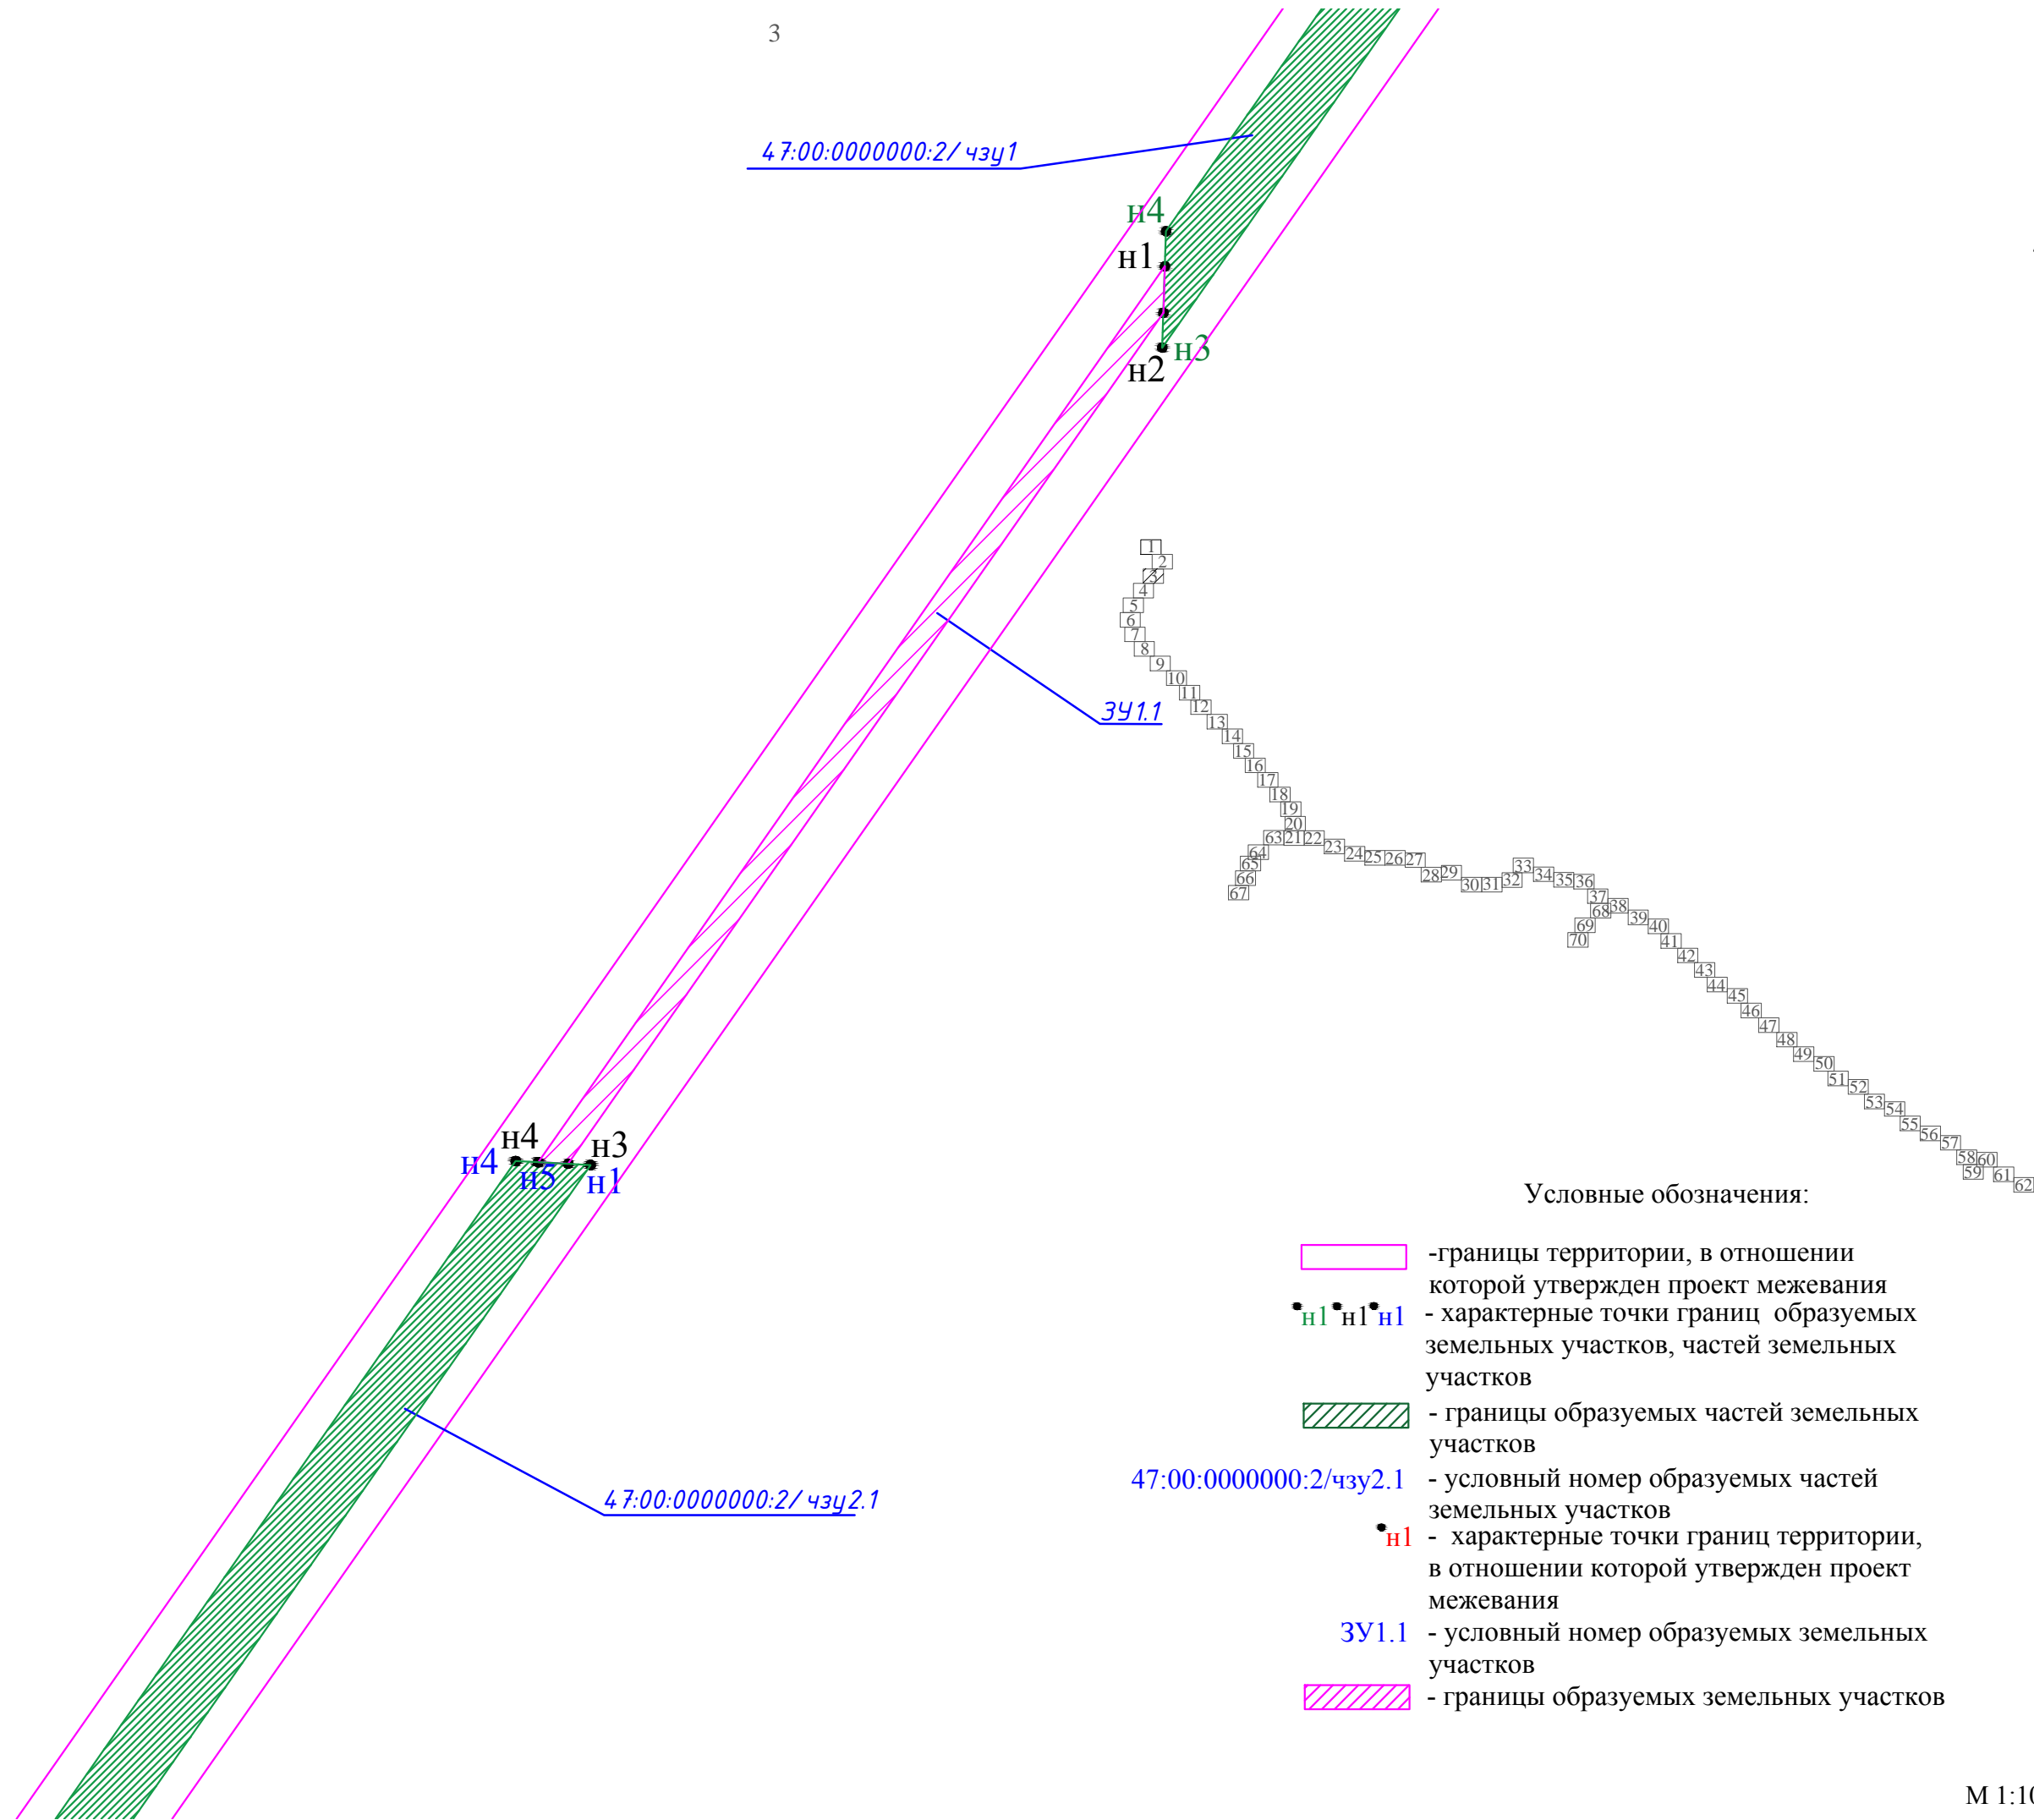 3
47:00:0000000:2/чзу1
н4
н1
н3
н2
1
2
3
4
5
6
7
8
9
10
11
12
13
14
15
16
17
18
19
20
63 21 22
23
24 25 26 27
28 29
30 31 32
33
34 35 36
37
64
65
66
67
68 38
39 40
69
70
41
42
43
44
45
46
47
48
49
50
51
52
53 54
55
56
57
58 60
59
61
62
ЗУ1.1
н4
н3
н4
н5
н1
47:00:0000000:2/чзу2.1
Условные обозначения:
-границы территории, в отношении
которой утвержден проект межевания
н1 н1 н1 - характерные точки границ образуемых
земельных участков, частей земельных
участков
- границы образуемых частей земельных
участков
47:00:0000000:2/чзу2.1 - условный номер образуемых частей
земельных участков
н1 - характерные точки границ территории,
в отношении которой утвержден проект
межевания
ЗУ1.1 - условный номер образуемых земельных
участков
- границы образуемых земельных участков
М 1:10